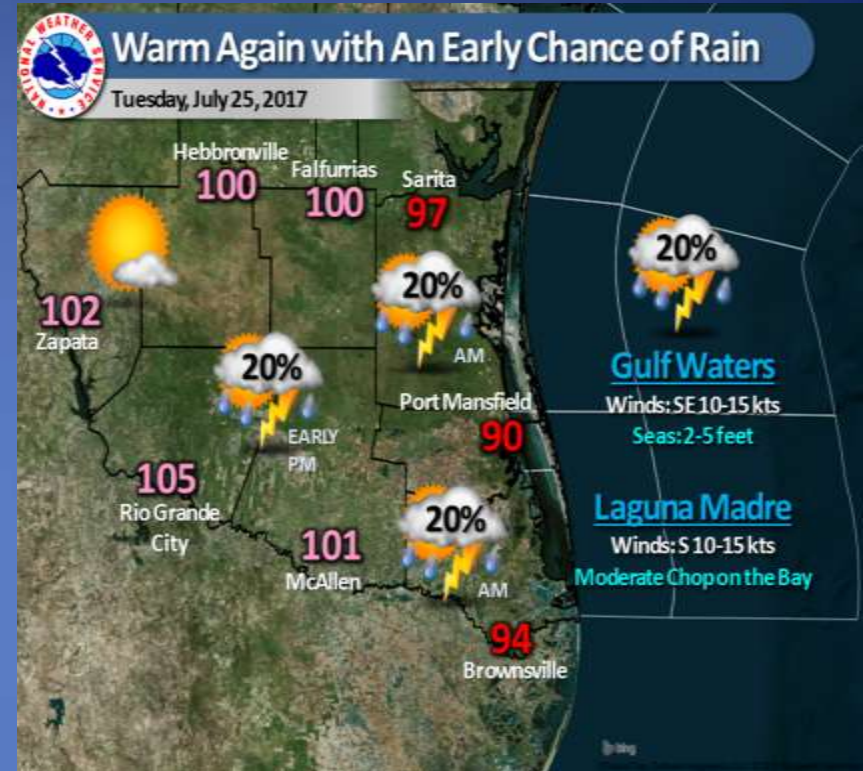 NATIONAL WEATHER SERVICE
Warm Again with An Early Chance of Rain
Tuesday, July 25, 2017
Hebbronville
100
Falfurrias
100
Sarita
97
20%
20%
AM
102
Zapata
20%
EARLY
PM
Gulf Waters
Winds: SE 10-15 kts
Seas: 2-5 feet
Port Mansfield
90
105
Rio Grande
City
101
McAllen
20%
AM
Laguna Madre
Winds: S 10-15 kts
Moderate Chop on the Bay
94
Brownsville
bing